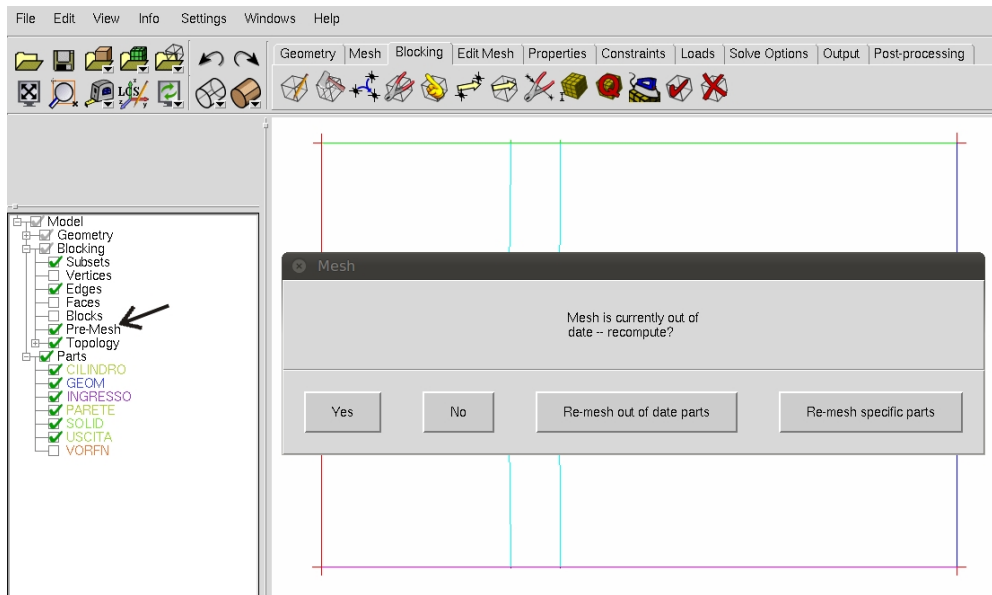 File Edit View Info Settings Windows Help
Geometry Mesh Blocking Edit Mesh Properties Constraints Loads Solve Options Output Post-processing
LCS
Model
Geometry
Blocking
Subsets
Vertices
Edges
Faces
Blocks
Pre-Mesh
Topology
Parts
CILINDRO
GEOM
INGRESSO
PARETE
SOLID
USCITA
VORFN
Mesh
Mesh is currently out of
date -- recompute?
Yes No Re-mesh out of date parts Re-mesh specific parts